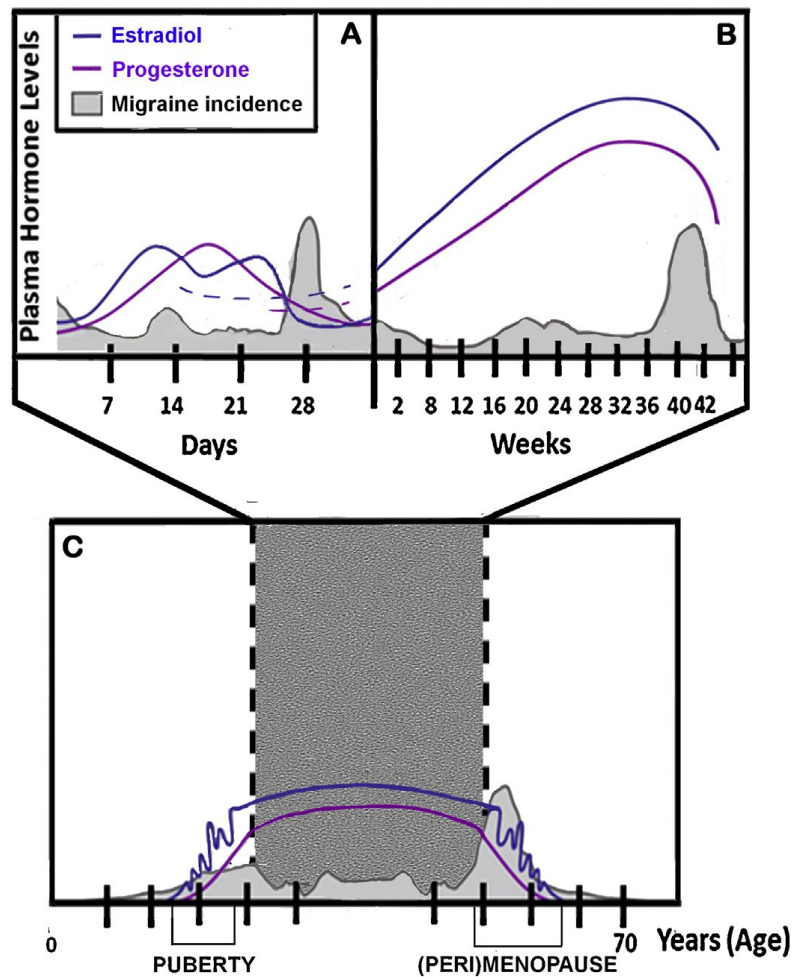 Plasma Hormone Levels
Estradiol
Progesterone
Migraine incidence
A
B
7 14 21 28
Days
2 8 12 16 20 24 28 32 36 40 42
Weeks
C
0 70 Years (Age)
PUBERTY (PERI)MENOPAUSE